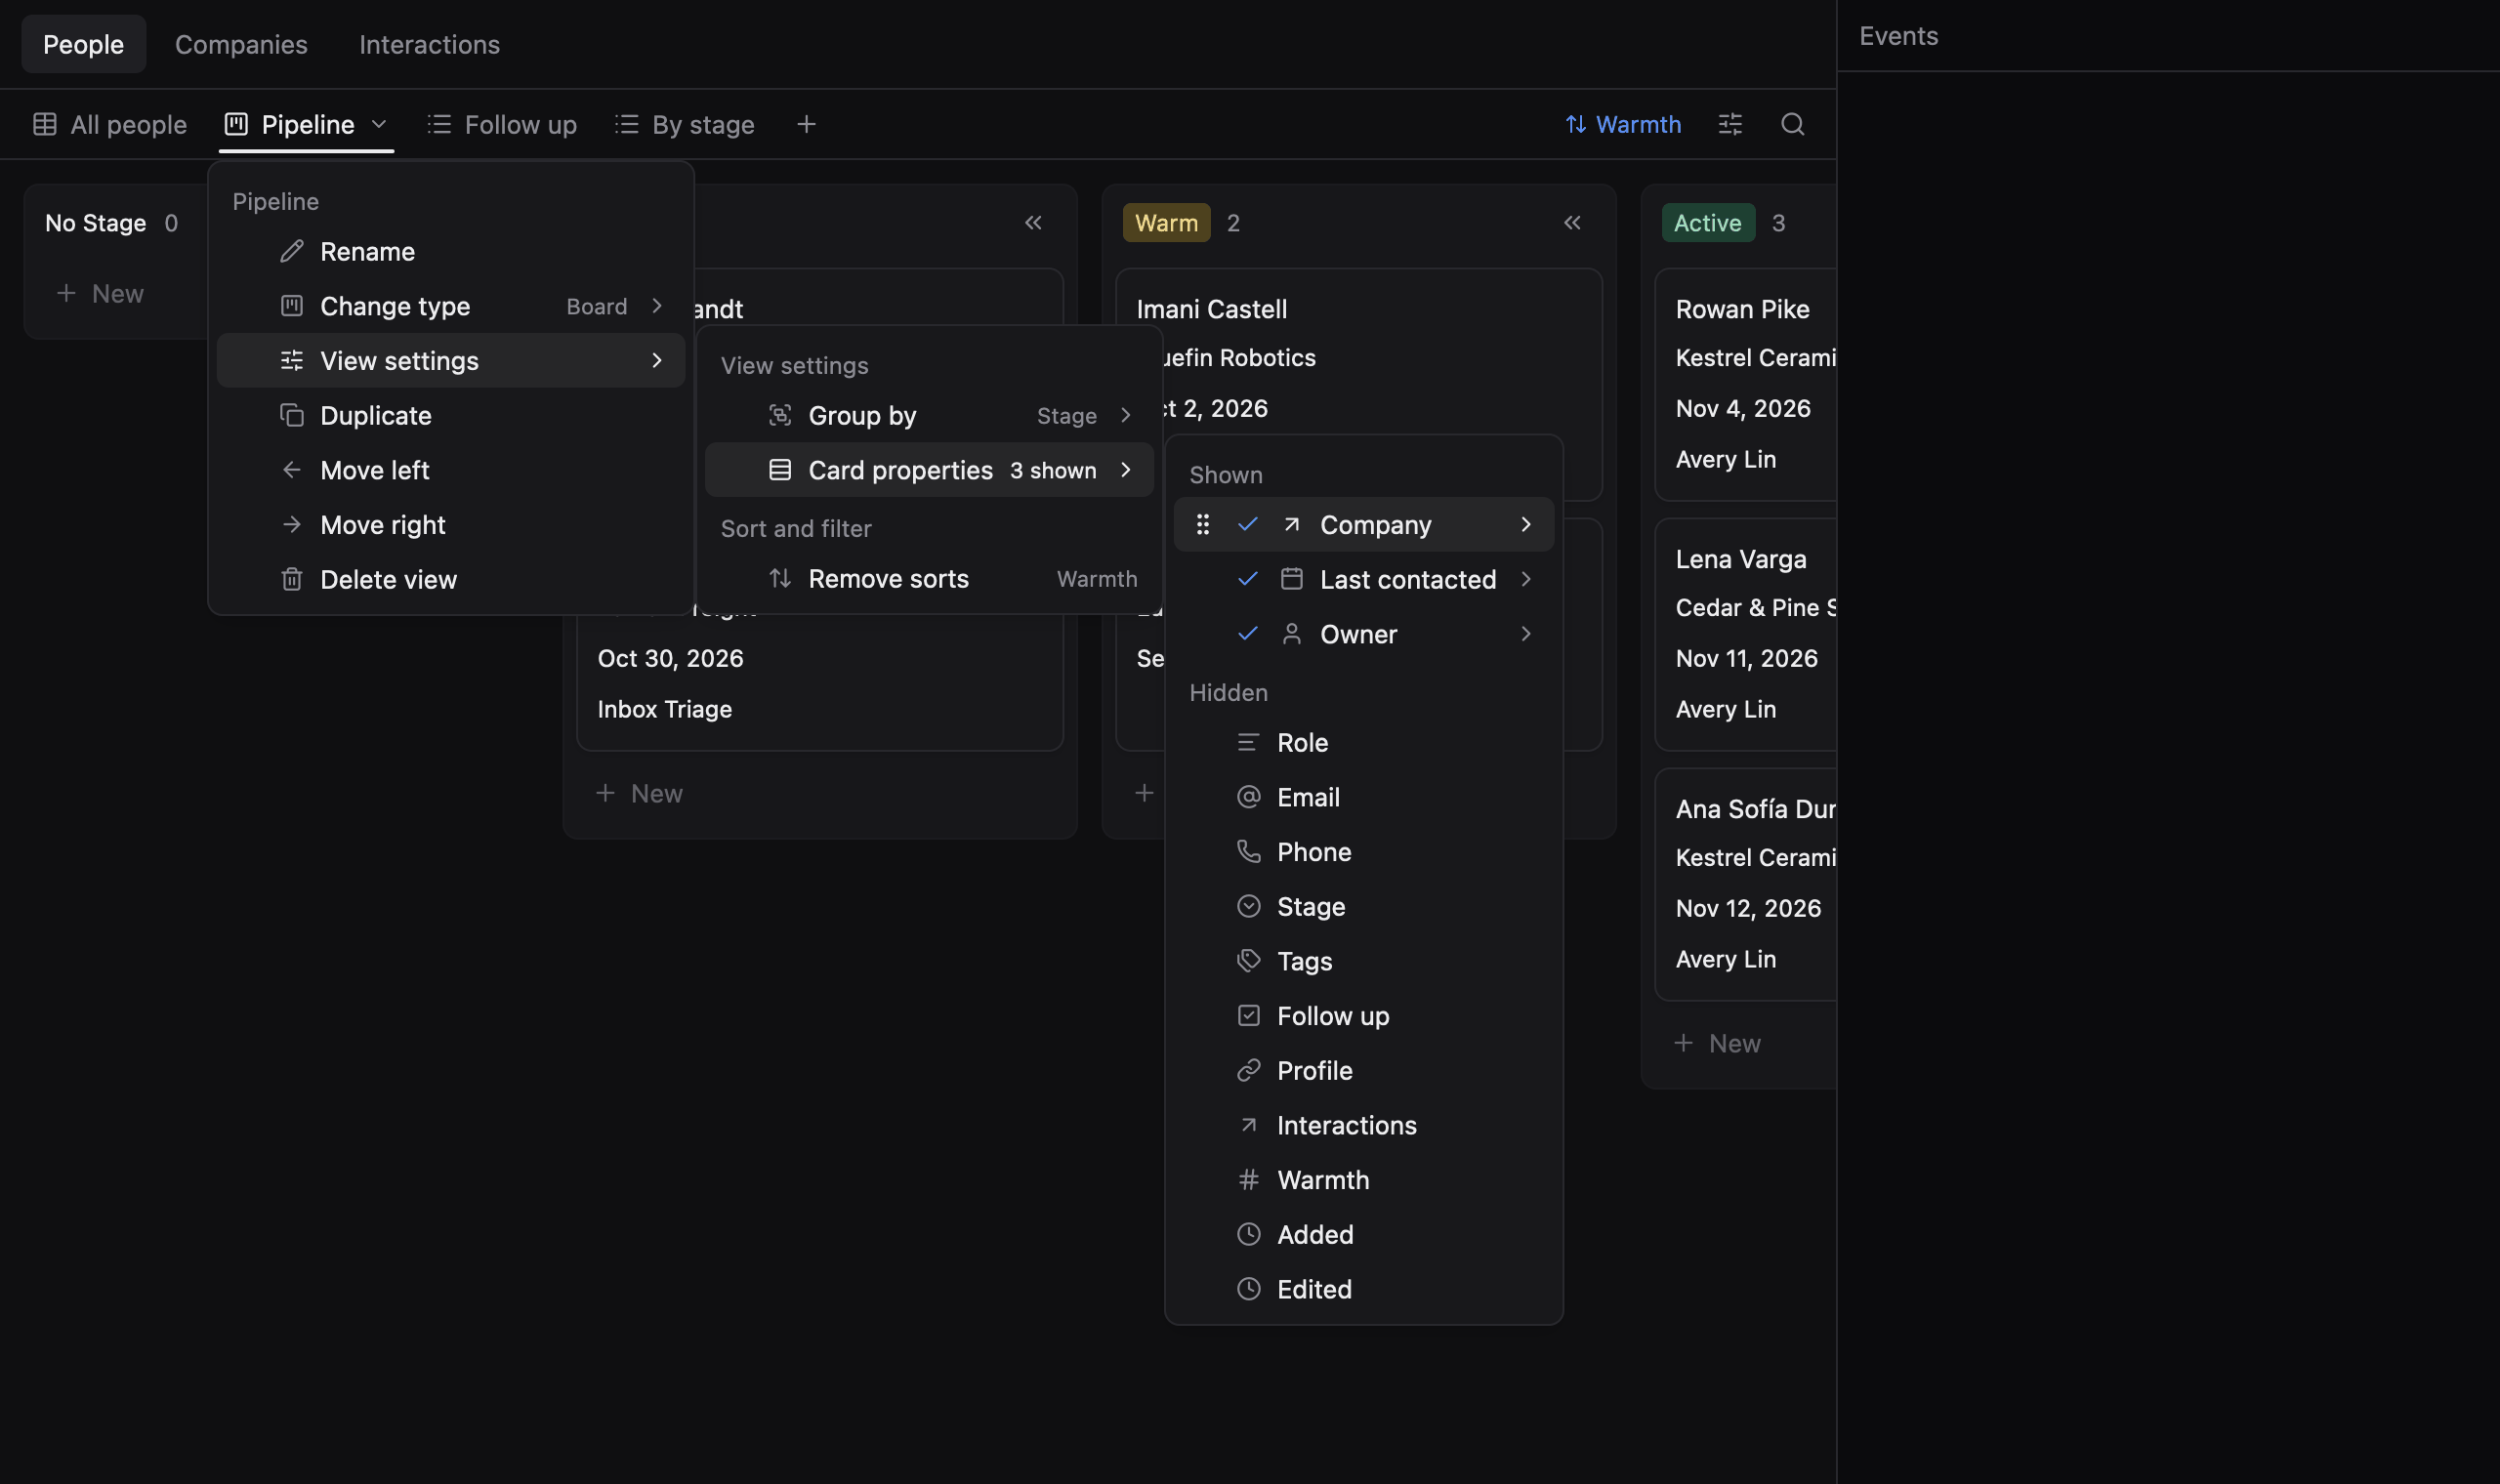 People Companies Interactions
Events
All people Pipeline Follow up By stage
Warmth
No Stage 0
New
Pipeline
Rename
Change type Board
View settings
Duplicate
Move left
Move right
Delete view
View settings
Group by Stage
Card properties 3 shown
Sort and filter
Remove sorts Warmth
Shown
Company
Last contacted
Owner
Hidden
Role
Email
Phone
Stage
Tags
Follow up
Profile
Interactions
Warmth
Added
Edited
Oct 30, 2026
Inbox Triage
New
Warm 2
Imani Castell
Robotics
2, 2026
Active 3
Rowan Pike
Kestrel Cerami
Nov 4, 2026
Avery Lin
Lena Varga
Cedar & Pine
Nov 11, 2026
Avery Lin
Ana Sofía Dur
Kestrel Cerami
Nov 12, 2026
Avery Lin
New